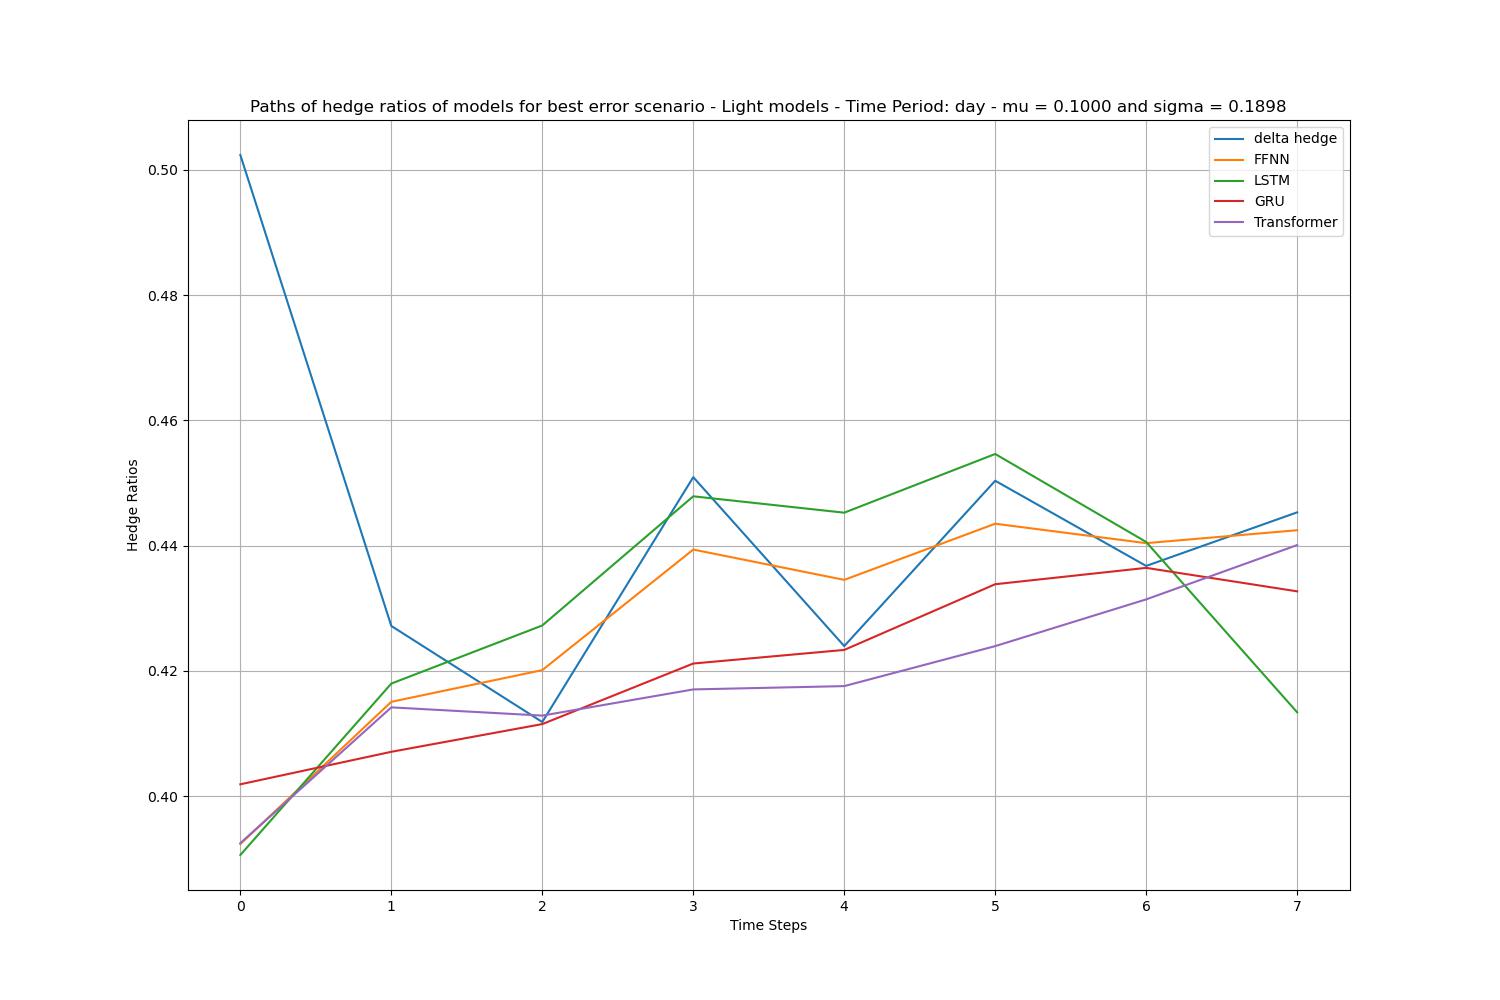 Paths of hedge ratios of models for best error scenario - Light models - Time Period: day - mu = 0.1000 and sigma = 0.1898
delta hedge
FFNN
LSTM
GRU
Transformer
Hedge Ratios
0.50
0.48
0.46
0.44
0.42
0.40
0 1 2 3 4 5 6 7
Time Steps